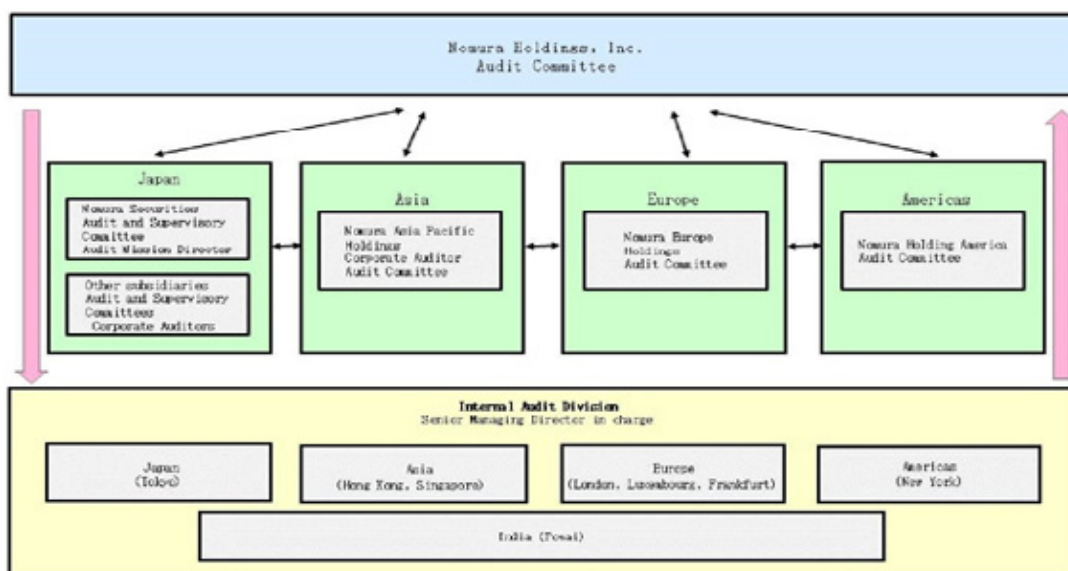 Nomura Holdings, Inc.
Audit Committee
Japan
Nomura Securities
Audit and Supervisory
Committee
Audit Mission Director
Other subsidiaries
Audit and Supervisory
Committees
Corporate Auditors
Asia
Nomura Asia Pacific
Holdings
Corporate Auditor
Audit Committee
Europe
Nomura Europe
Holdings
Audit Committee
Americas
Nomura Holding America
Audit Committee
Internal Audit Division
Senior Managing Director in charge
Japan
(Tokyo)
Asia
(Hong Kong, Singapore)
Europe
(London, Luxembourg, Frankfurt)
Americas
(New York)
India (Powai)